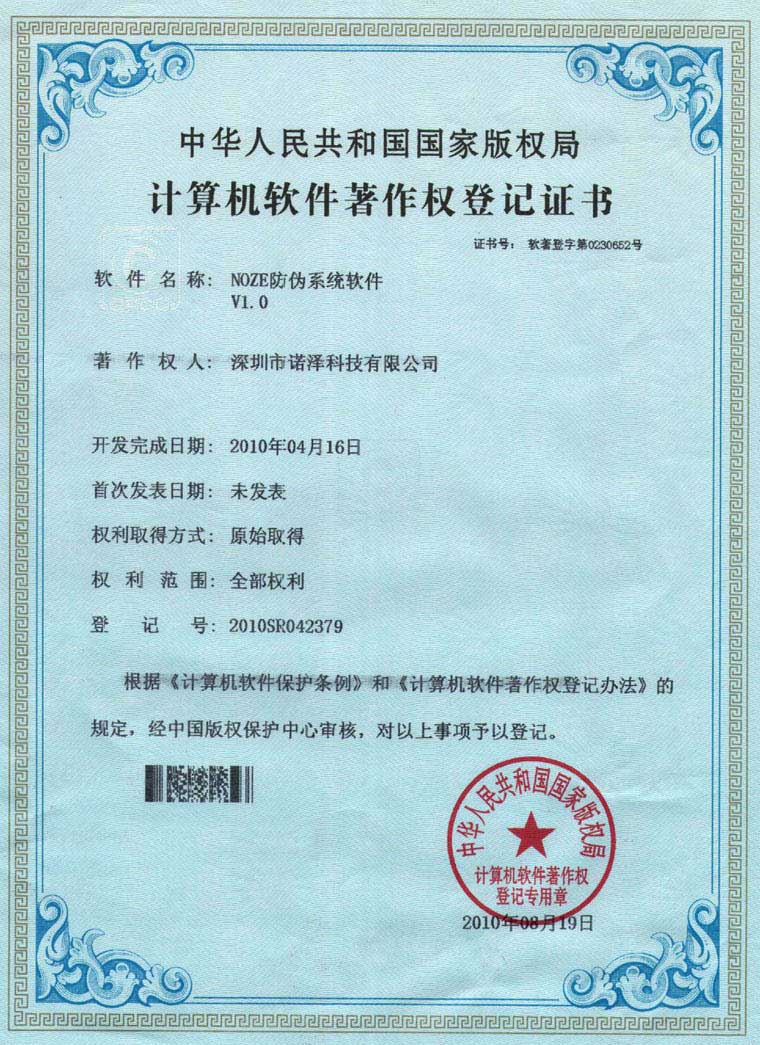 中华人民共和国国家版权局
计算机软件著作权登记证书
证书号： 软著登字第0230652号
软件名称： NOZE防伪系统软件
V1.0
著作权人： 深圳市诺泽科技有限公司
开发完成日期： 2010年04月16日
首次发表日期： 未发表
权利取得方式： 原始取得
权利范围： 全部权利
登记号： 2010SR042379
根据《计算机软件保护条例》和《计算机软件著作权登记办法》的
规定，经中国版权保护中心审核，对以上事项予以登记。
中华人民共和国国家版权局
计算机软件著作权
登记专用章
2010年08月19日